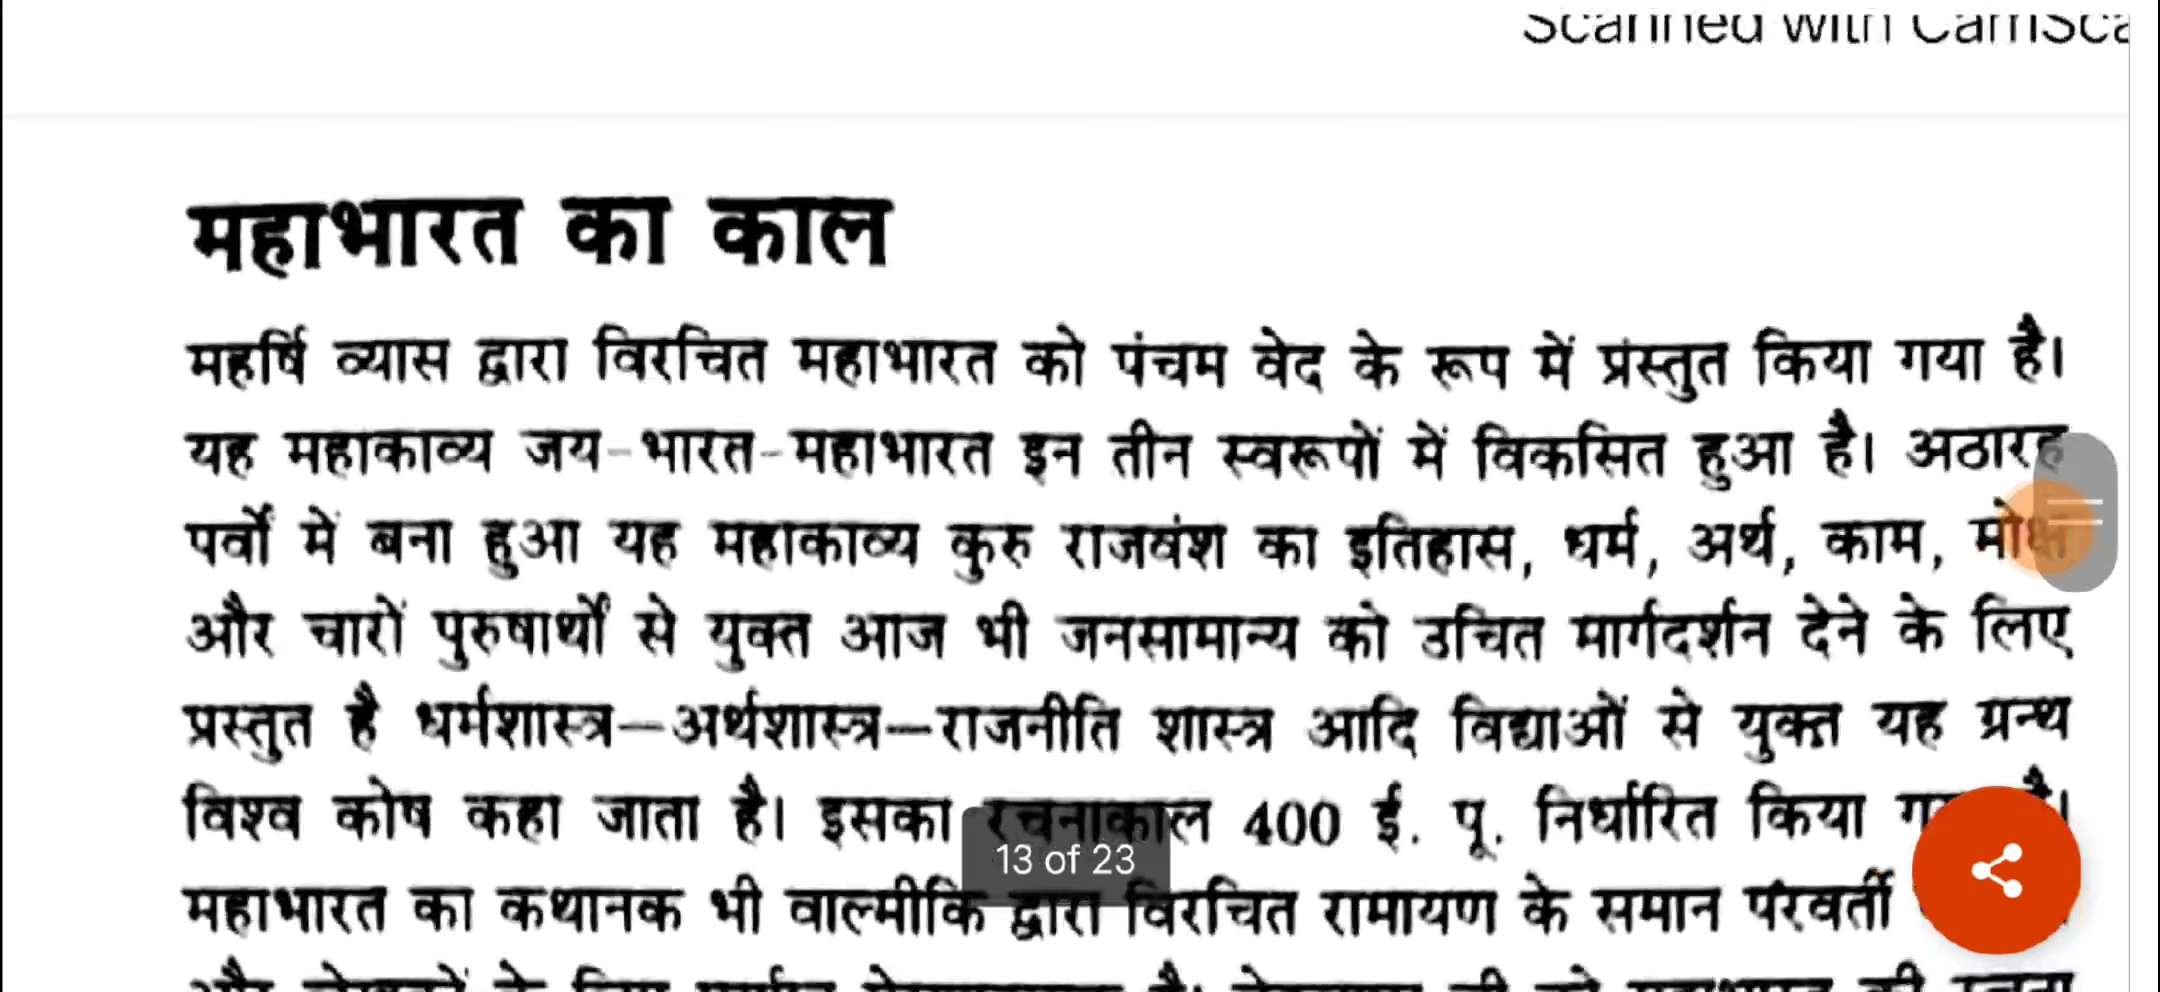 Scanned with CamSca
महाभारत का काल
महर्षि व्यास द्वारा विरचित महाभारत को पंचम वेद के रूप में प्रंस्तुत किया गया है।
यह महाकाव्य जय-भारत-महाभारत इन तीन स्वरूपों में विकसित हुआ है। अठारह
पर्वों में बना हुआ यह महाकाव्य कुरु राजवंश का इतिहास, धर्म, अर्थ, काम, मोक्ष
और चारों पुरुषार्थों से युक्त आज भी जनसामान्य को उचित मार्गदर्शन देने के लिए
प्रस्तुत है धर्मशास्त्र–अर्थशास्त्र–राजनीति शास्त्र आदि विद्याओं से युक्त यह ग्रन्थ
विश्व कोष कहा जाता है। इसका रचनाकाल 400 ई. पू. निर्धारित किया है।
13 of 23
महाभारत का कथानक भी वाल्मीकि द्वारा विरचित रामायण के समान परवर्ती